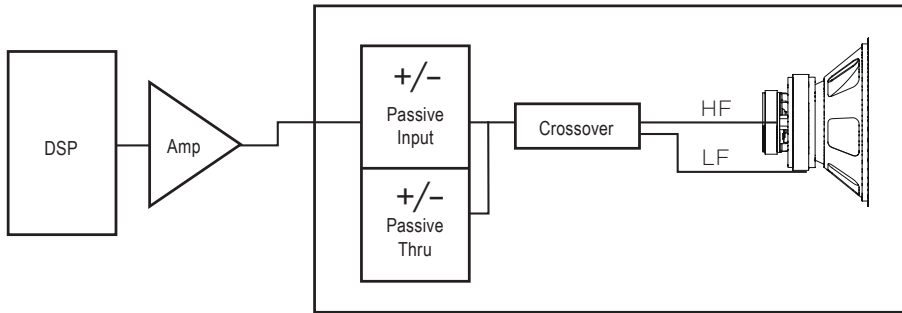 DSP
Amp
+/–
Passive
Input
+/–
Passive
Thru
Crossover
HF
LF